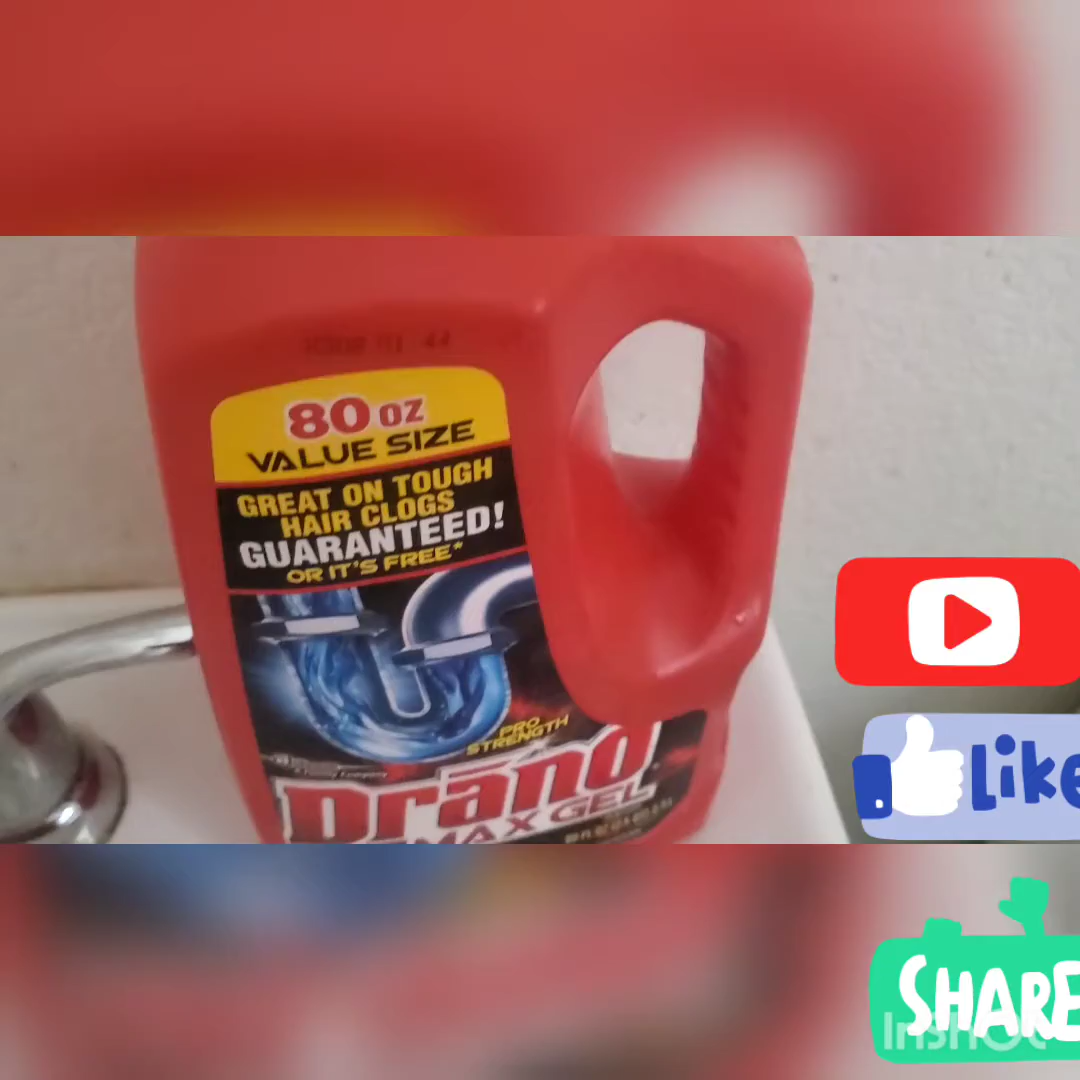 80 OZ
VALUE SIZE
GREAT ON TOUGH
HAIR CLOGS
GUARANTEED!
OR IT'S FREE*
PRO
STRENGTH
Drāno
MAX GEL
Like
SHARE
InShot